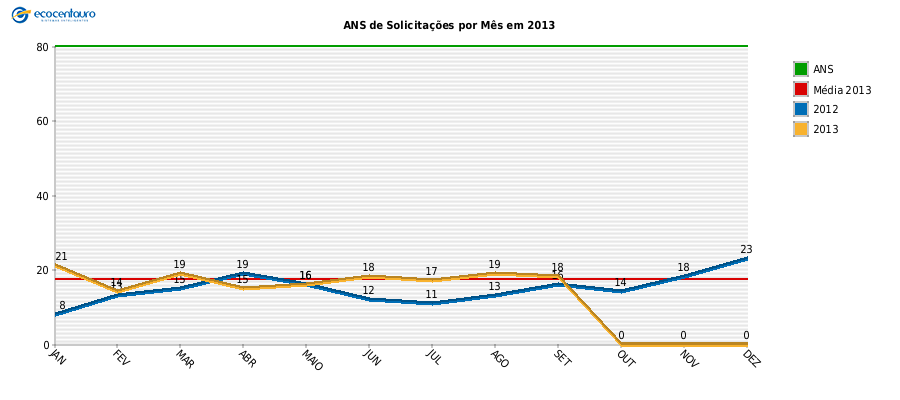 ecocentauro
ANS de Solicitações por Mês em 2013
80
60
40
20
0
21
8
14
19
15
19
15
16
18
12
17
11
19
13
18
16
14
0
18
0
23
0
JAN
FEV
MAR
ABR
MAIO
JUN
JUL
AGO
SET
OUT
NOV
DEZ
ANS
Média 2013
2012
2013